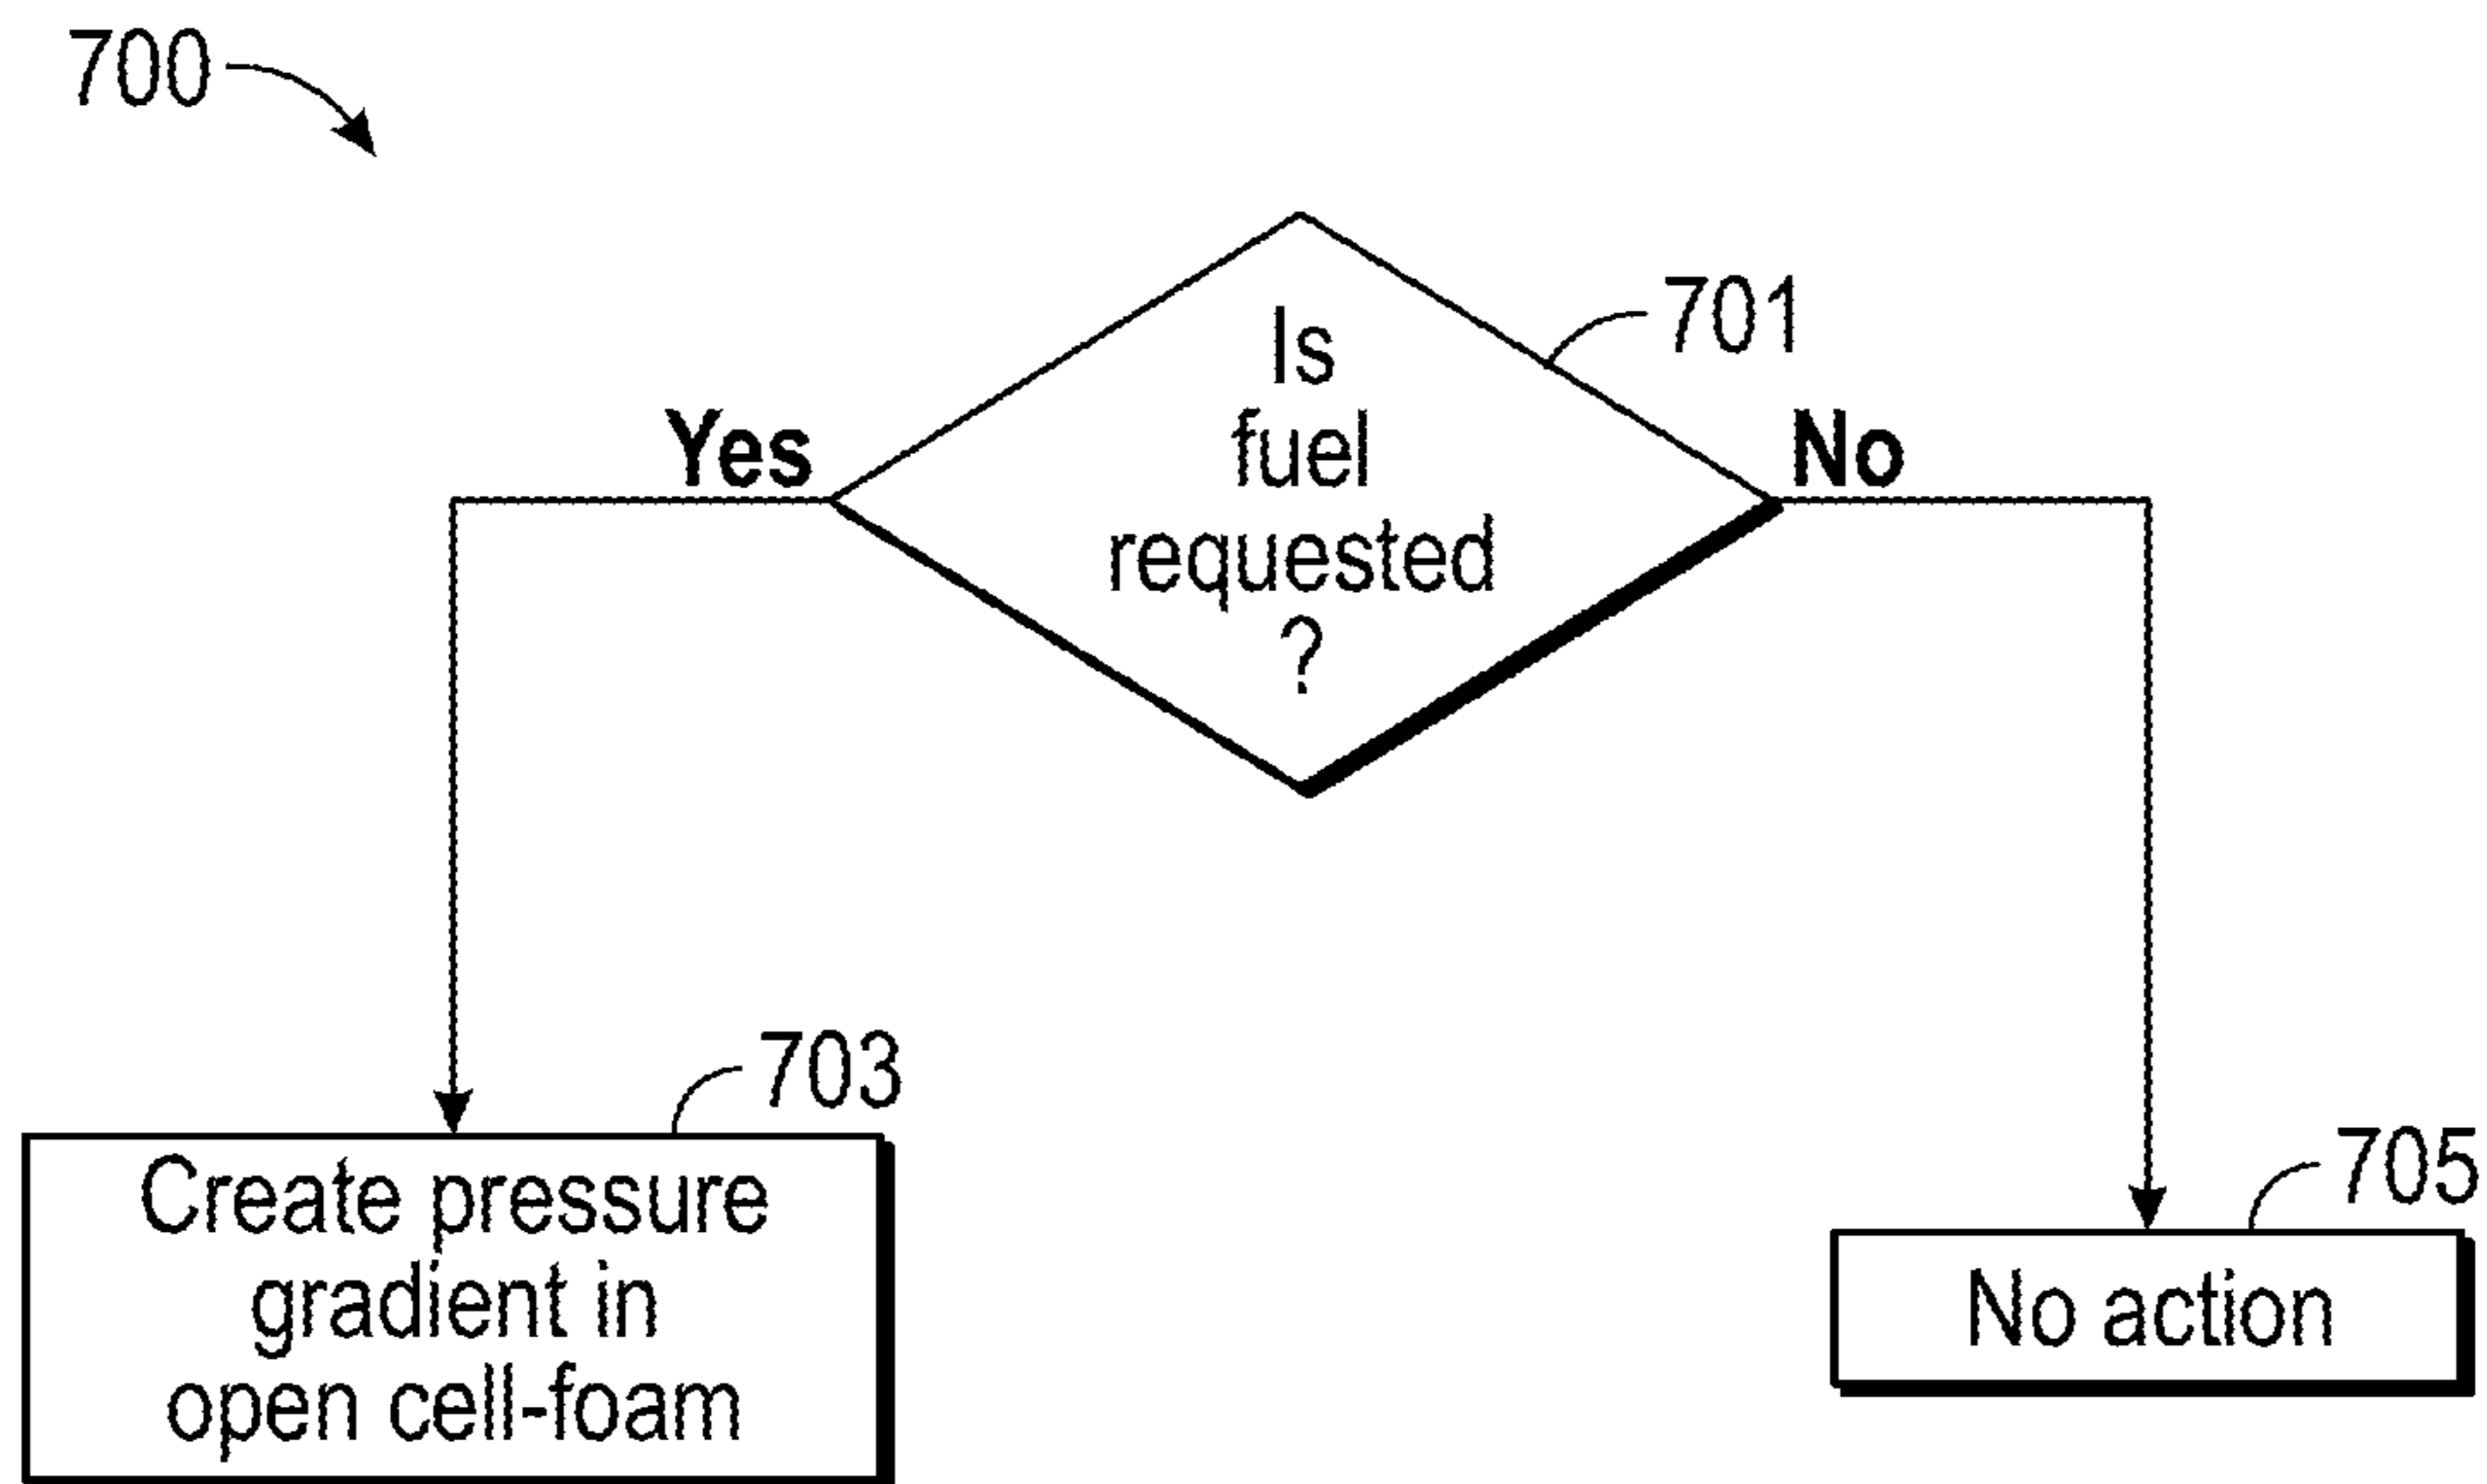 700
701
Is
fuel
requested
?
Yes
No
703
Create pressure
gradient in
open cell-foam
705
No action